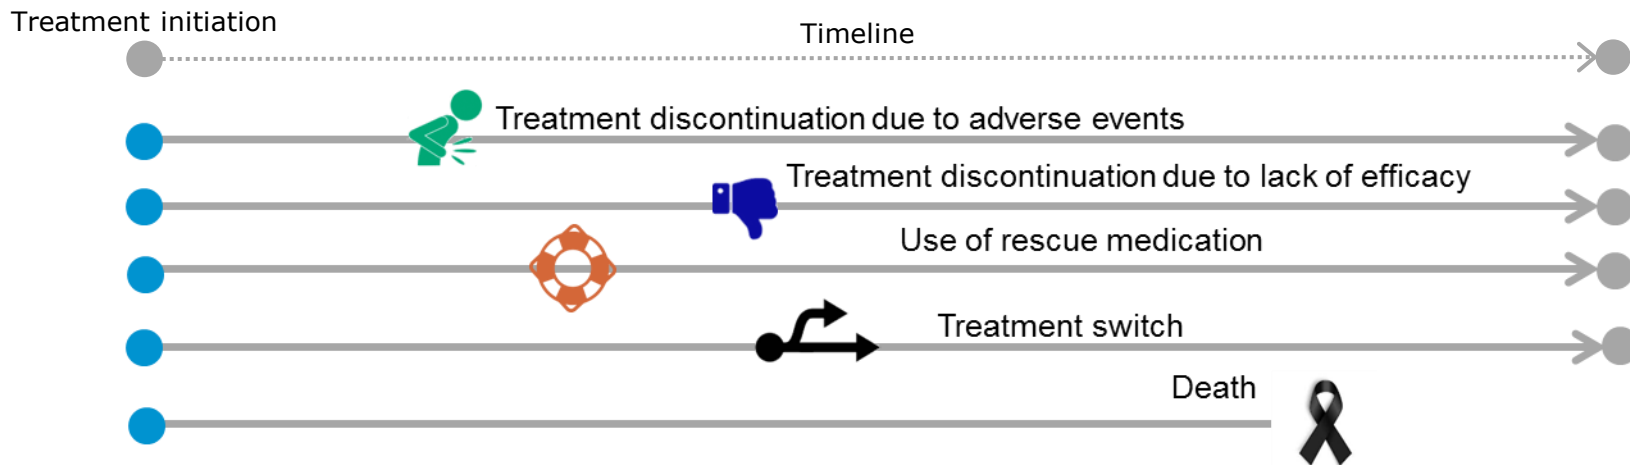 Treatment initiation
Timeline
Treatment discontinuation due to adverse events
Treatment discontinuation due to lack of efficacy
Use of rescue medication
Treatment switch
Death